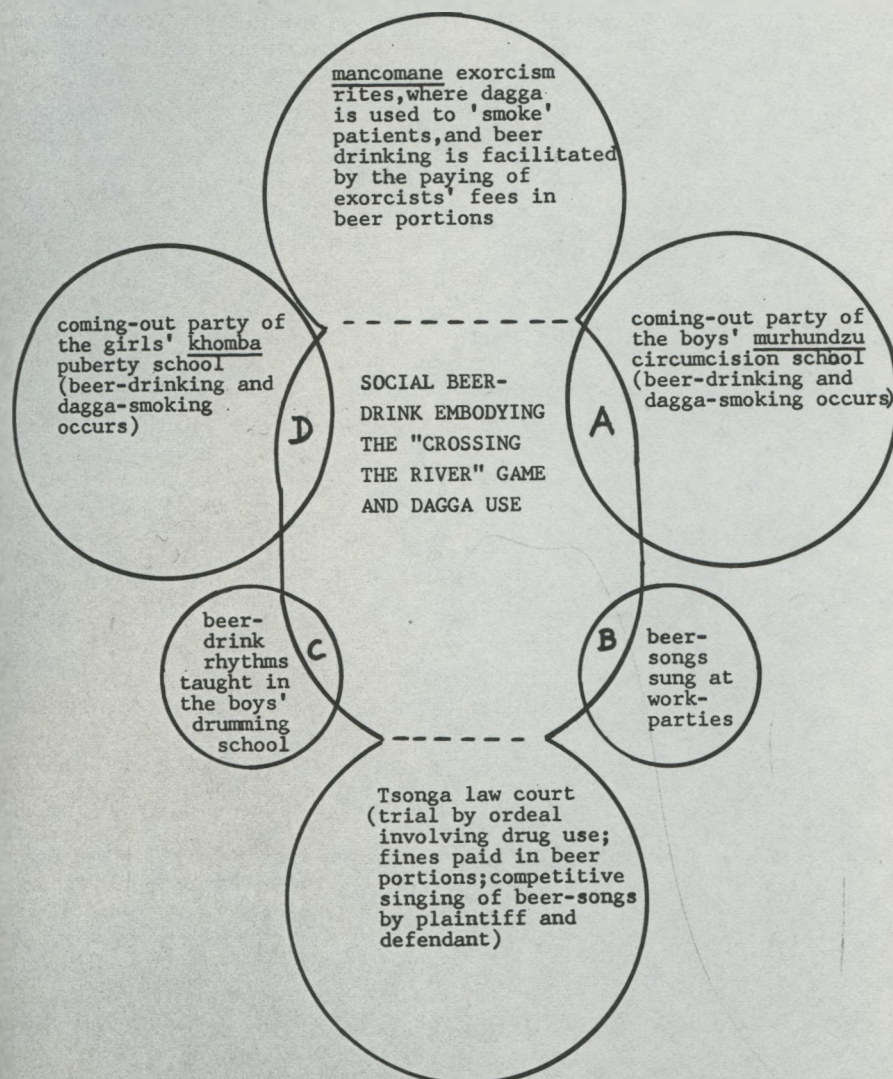 mancomane exorcism
rites,where dagga
is used to 'smoke'
patients,and beer
drinking is facilitated
by the paying of
exorcists' fees in
beer portions
coming-out party of
the girls' khomba
puberty school
(beer-drinking and
dagga-smoking
occurs)
D
SOCIAL BEER-
DRINK EMBODYING
THE "CROSSING
THE RIVER" GAME
AND DAGGA USE
A
coming-out party of
the boys' murhundzu
circumcision school
(beer-drinking and
dagga-smoking occurs)
beer-
drink
rhythms
taught in
the boys'
drumming
school
C
B
beer-
songs
sung at
work-
parties
Tsonga law court
(trial by ordeal
involving drug use;
fines paid in beer
portions;competitive
singing of beer-songs
by plaintiff and
defendant)